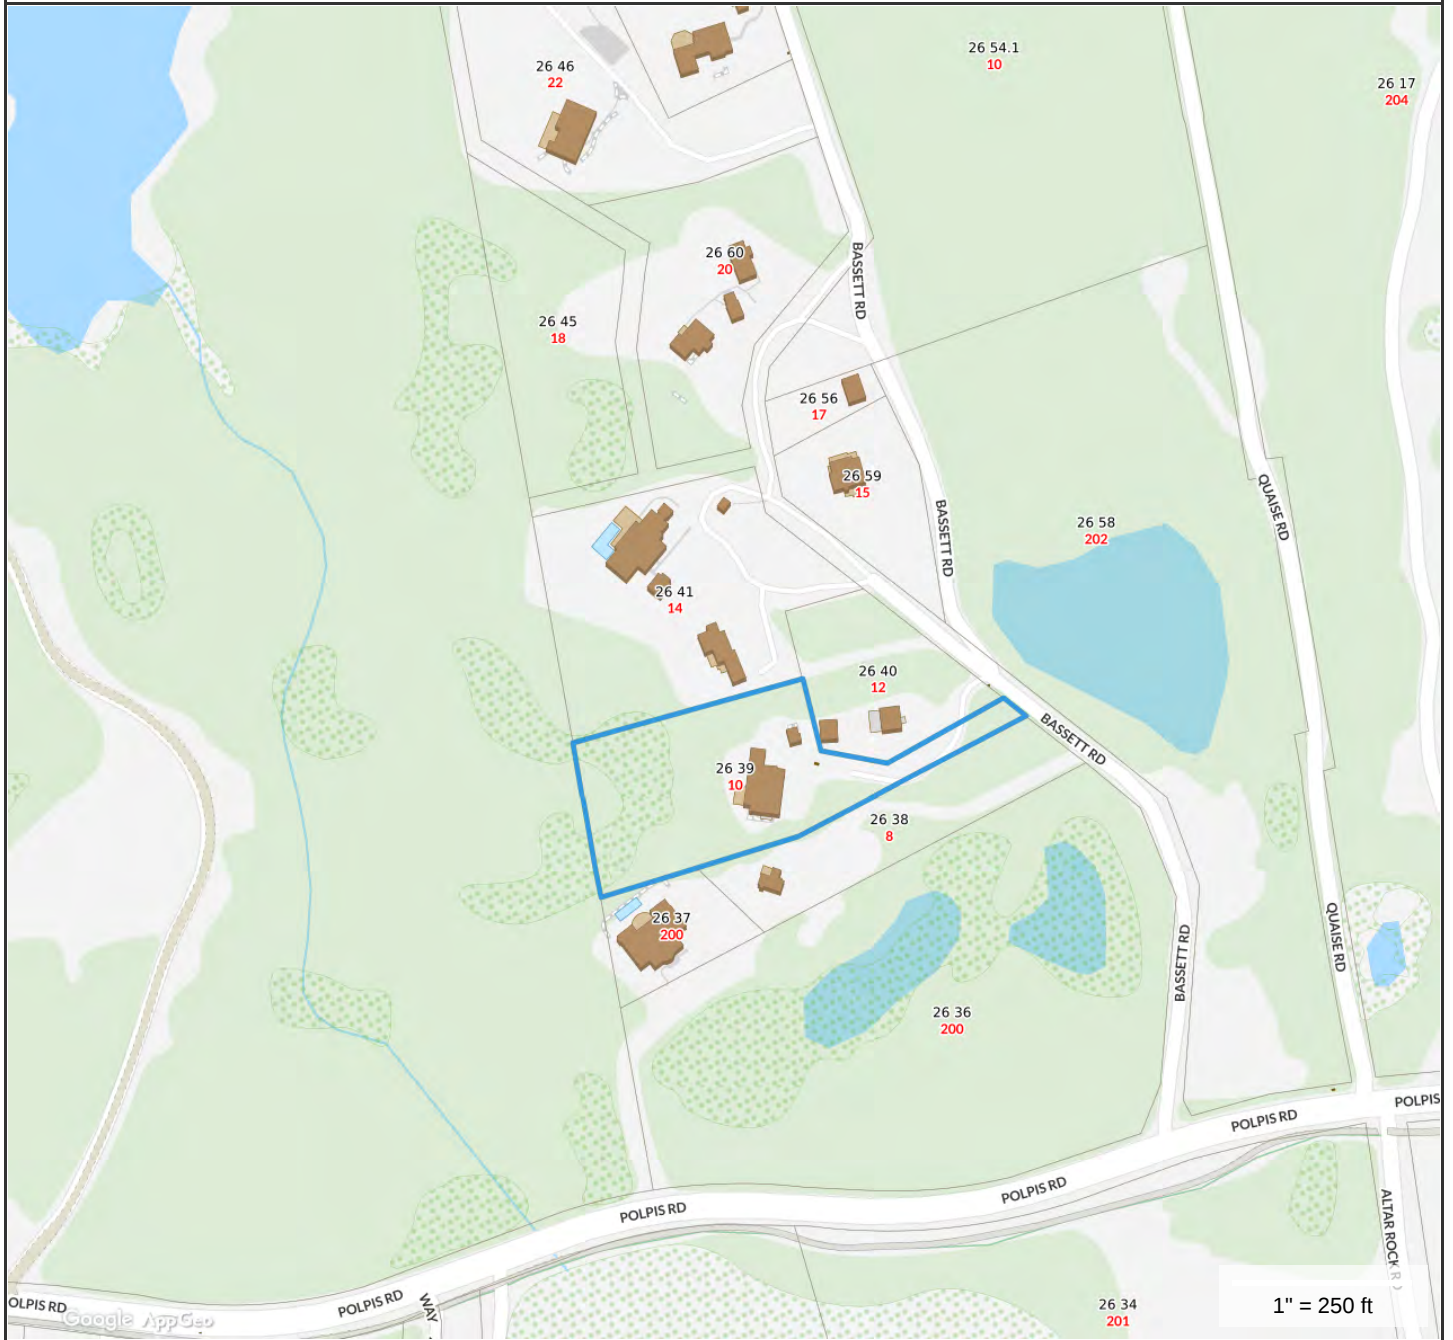 26 54.1
10
26 46
22
26 17
204
26 60
20
BASSETT RD
26 45
18
26 56
17
26 59
15
QUAISE RD
26 58
202
BASSETT RD
26 41
14
26 40
12
BASSETT RD
26 39
10
26 38
8
26 37
200
QUAISE RD
BASSETT RD
26 36
200
POLPIS
POLPIS RD
POLPIS RD
POLPIS RD
ALTAR ROCK R
POLPIS RD
WAY
OLPIS RD
Google AppGeo
26 34
201
1" = 250 ft